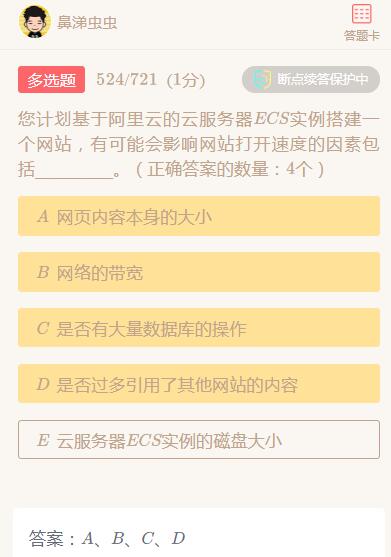 鼻涕虫虫
答题卡
多选题 524/721 (1分)
断点续答保护中
您计划基于阿里云的云服务器ECS实例搭建一
个网站，有可能会影响网站打开速度的因素包
括________。（正确答案的数量：4个）
A 网页内容本身的大小
B 网络的带宽
C 是否有大量数据库的操作
D 是否过多引用了其他网站的内容
E 云服务器ECS实例的磁盘大小
答案：A、B、C、D